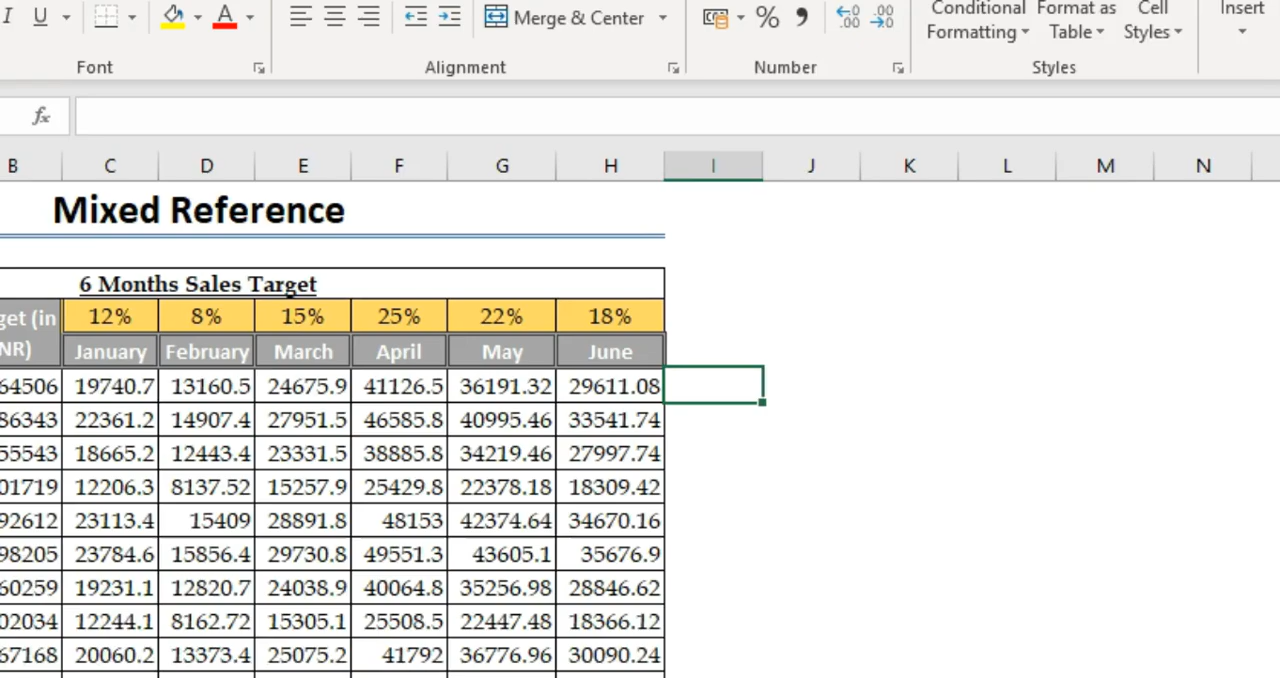 I U Merge & Center % , .00 .00 Conditional Formatting Format as Table Cell Styles Insert
Font Alignment Number Styles
fx
B C D E F G H I J K L M N
Mixed Reference
6 Months Sales Target
get (in NR) 12% 8% 15% 25% 22% 18%
January February March April May June
64506 19740.7 13160.5 24675.9 41126.5 36191.32 29611.08
86343 22361.2 14907.4 27951.5 46585.8 40995.46 33541.74
55543 18665.2 12443.4 23331.5 38885.8 34219.46 27997.74
01719 12206.3 8137.52 15257.9 25429.8 22378.18 18309.42
92612 23113.4 15409 28891.8 48153 42374.64 34670.16
98205 23784.6 15856.4 29730.8 49551.3 43605.1 35676.9
60259 19231.1 12820.7 24038.9 40064.8 35256.98 28846.62
02034 12244.1 8162.72 15305.1 25508.5 22447.48 18366.12
67168 20060.2 13373.4 25075.2 41792 36776.96 30090.24